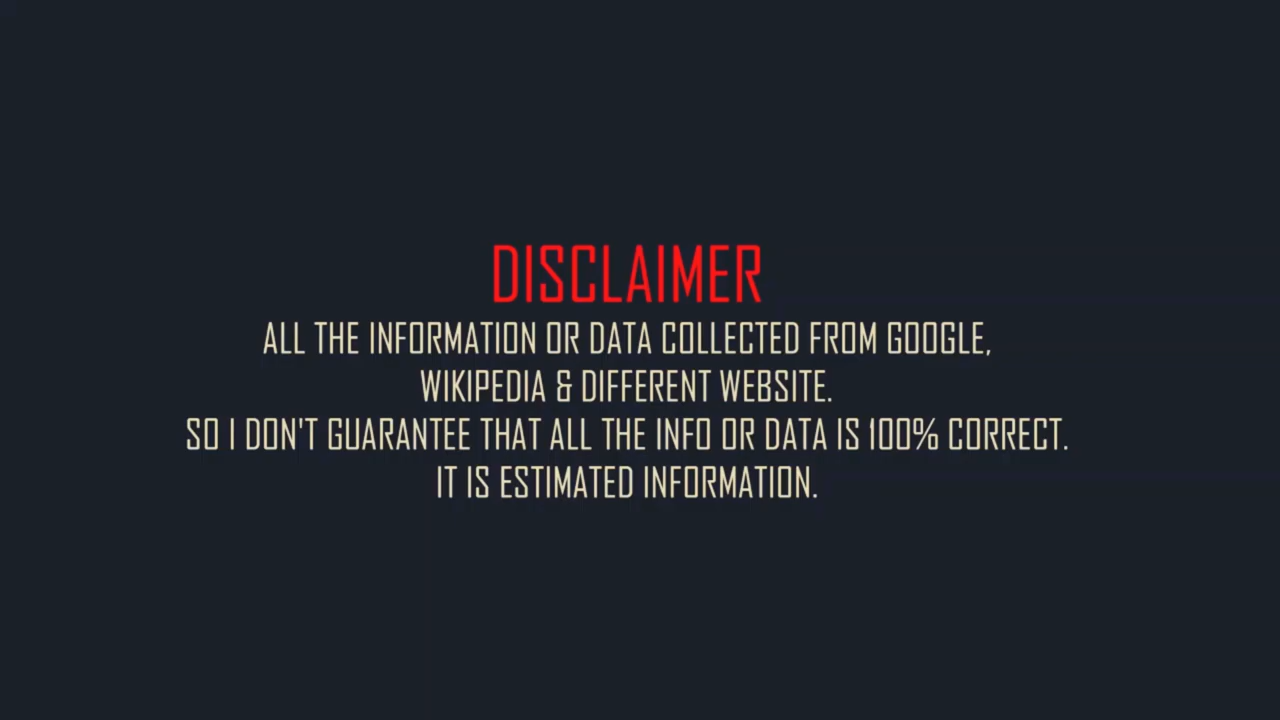 DISCLAIMER
ALL THE INFORMATION OR DATA COLLECTED FROM GOOGLE,
WIKIPEDIA & DIFFERENT WEBSITE.
SO I DON'T GUARANTEE THAT ALL THE INFO OR DATA IS 100% CORRECT.
IT IS ESTIMATED INFORMATION.